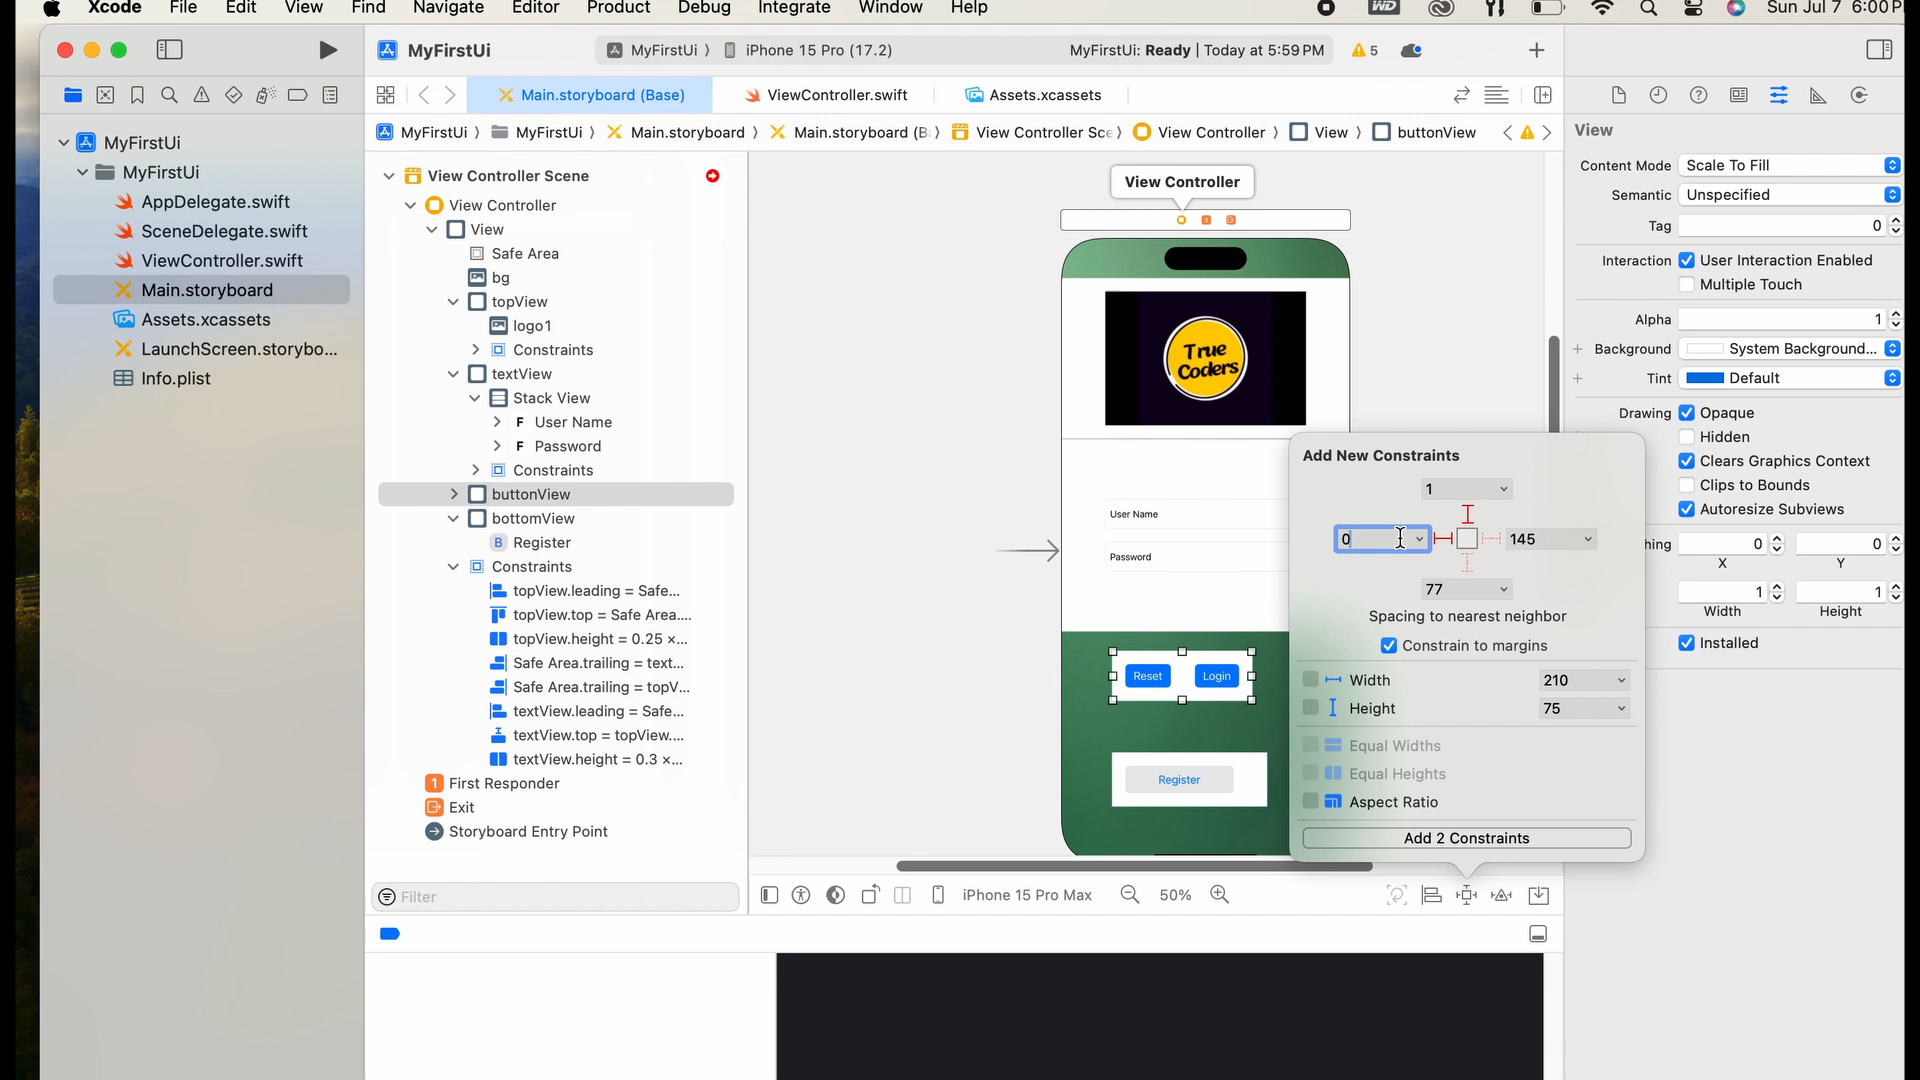 Xcode File Edit View Find Navigate Editor Product Debug Integrate Window Help WD Sun Jul 7 6:00P
MyFirstUi MyFirstUi 〉 iPhone 15 Pro (17.2) MyFirstUi: Ready | Today at 5:59 PM 5
Main.storyboard (Base) ViewController.swift Assets.xcassets
MyFirstUi 〉 MyFirstUi 〉 Main.storyboard 〉 Main.storyboard (B 〉 View Controller Sce 〉 View Controller 〉 View 〉 buttonView
MyFirstUi
MyFirstUi
AppDelegate.swift
SceneDelegate.swift
ViewController.swift
Main.storyboard
Assets.xcassets
LaunchScreen.storybo...
Info.plist
View Controller Scene
View Controller
View
Safe Area
bg
topView
logo1
Constraints
textView
Stack View
F User Name
F Password
Constraints
buttonView
bottomView
B Register
Constraints
topView.leading = Safe...
topView.top = Safe Area....
topView.height = 0.25 ×...
Safe Area.trailing = text...
Safe Area.trailing = topV...
textView.leading = Safe...
textView.top = topView....
textView.height = 0.3 ×...
1 First Responder
Exit
Storyboard Entry Point
Filter
View Controller
True
Coders
User Name
Password
Reset Login
Register
iPhone 15 Pro Max 50%
Add New Constraints
1
0 145
77
Spacing to nearest neighbor
Constrain to margins
Width 210
Height 75
Equal Widths
Equal Heights
Aspect Ratio
Add 2 Constraints
View
Content Mode Scale To Fill
Semantic Unspecified
Tag 0
Interaction User Interaction Enabled
Multiple Touch
Alpha 1
Background System Background...
Tint Default
Drawing Opaque
Hidden
Clears Graphics Context
Clips to Bounds
Autoresize Subviews
hing 0 0
X Y
1 1
Width Height
Installed